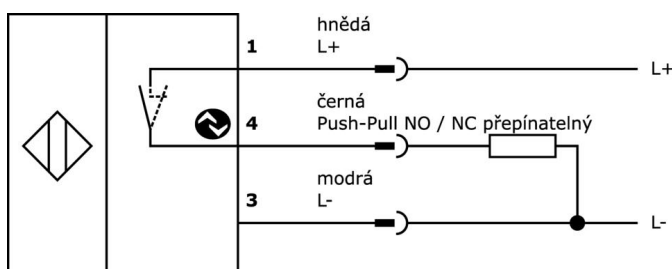 hnědá
1 L+
L+
černá
4 Push-Pull NO / NC přepínatelný
modrá
3 L-
L-